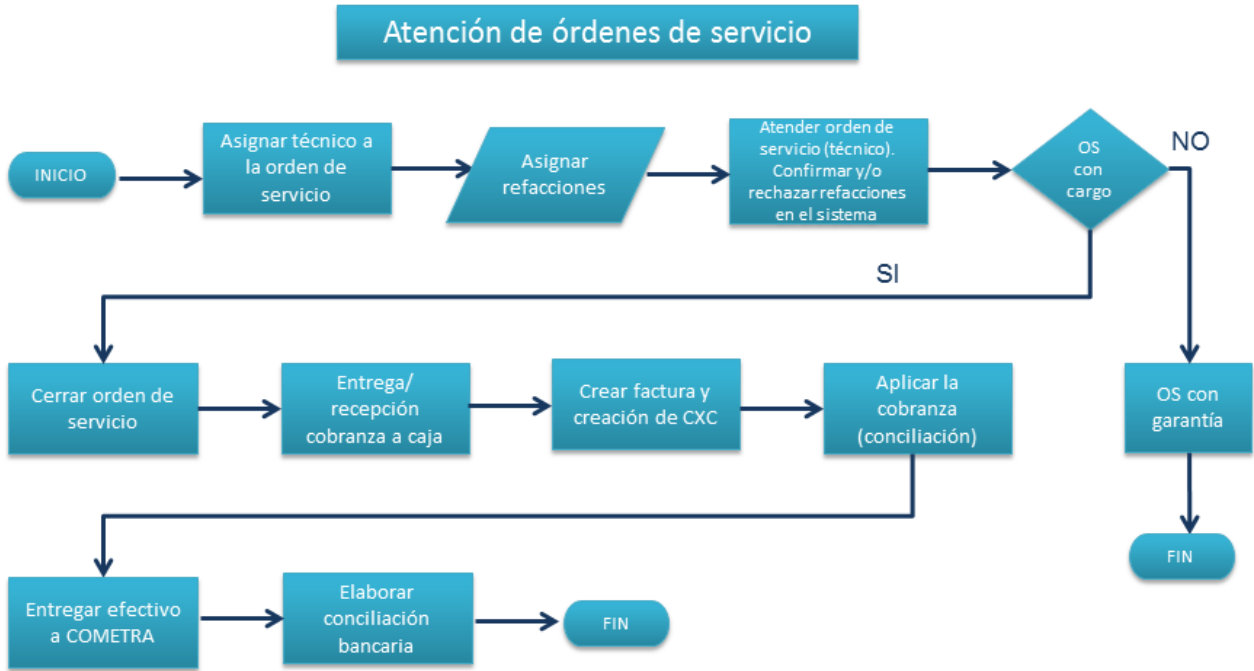 Atención de órdenes de servicio
INICIO
Asignar técnico a
la orden de
servicio
Asignar
refacciones
Atender orden de
servicio (técnico).
Confirmar y/o
rechazar refacciones
en el sistema
OS
con
cargo
NO
SI
Cerrar orden de
servicio
Entrega/
recepción
cobranza a caja
Crear factura y
creación de CXC
Aplicar la
cobranza
(conciliación)
OS con
garantía
FIN
Entregar efectivo
a COMETRA
Elaborar
conciliación
bancaria
FIN